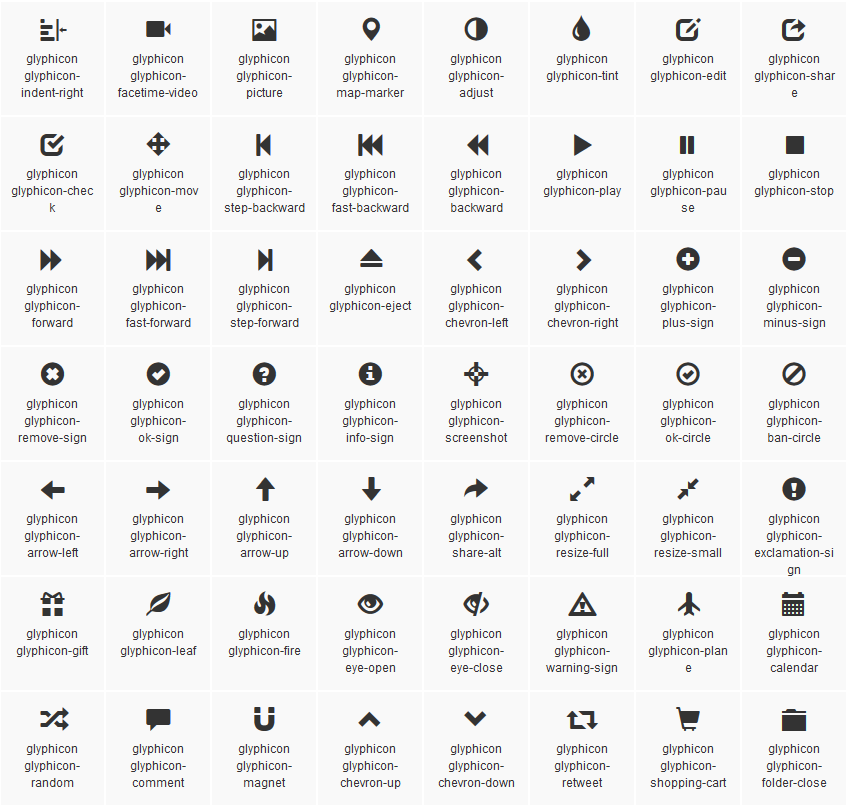 glyphicon
glyphicon-
indent-right
glyphicon
glyphicon-
facetime-video
glyphicon
glyphicon-
picture
glyphicon
glyphicon-
map-marker
glyphicon
glyphicon-
adjust
glyphicon
glyphicon-tint
glyphicon
glyphicon-edit
glyphicon
glyphicon-shar
e
glyphicon
glyphicon-chec
k
glyphicon
glyphicon-mov
e
glyphicon
glyphicon-
step-backward
glyphicon
glyphicon-
fast-backward
glyphicon
glyphicon-
backward
glyphicon
glyphicon-play
glyphicon
glyphicon-pau
se
glyphicon
glyphicon-stop
glyphicon
glyphicon-
forward
glyphicon
glyphicon-
fast-forward
glyphicon
glyphicon-
step-forward
glyphicon
glyphicon-eject
glyphicon
glyphicon-
chevron-left
glyphicon
glyphicon-
chevron-right
glyphicon
glyphicon-
plus-sign
glyphicon
glyphicon-
minus-sign
glyphicon
glyphicon-
remove-sign
glyphicon
glyphicon-
ok-sign
glyphicon
glyphicon-
question-sign
glyphicon
glyphicon-
info-sign
glyphicon
glyphicon-
screenshot
glyphicon
glyphicon-
remove-circle
glyphicon
glyphicon-
ok-circle
glyphicon
glyphicon-
ban-circle
glyphicon
glyphicon-
arrow-left
glyphicon
glyphicon-
arrow-right
glyphicon
glyphicon-
arrow-up
glyphicon
glyphicon-
arrow-down
glyphicon
glyphicon-
share-alt
glyphicon
glyphicon-
resize-full
glyphicon
glyphicon-
resize-small
glyphicon
glyphicon-
exclamation-si
gn
glyphicon
glyphicon-gift
glyphicon
glyphicon-leaf
glyphicon
glyphicon-fire
glyphicon
glyphicon-
eye-open
glyphicon
glyphicon-
eye-close
glyphicon
glyphicon-
warning-sign
glyphicon
glyphicon-plan
e
glyphicon
glyphicon-
calendar
glyphicon
glyphicon-
random
glyphicon
glyphicon-
comment
glyphicon
glyphicon-
magnet
glyphicon
glyphicon-
chevron-up
glyphicon
glyphicon-
chevron-down
glyphicon
glyphicon-
retweet
glyphicon
glyphicon-
shopping-cart
glyphicon
glyphicon-
folder-close